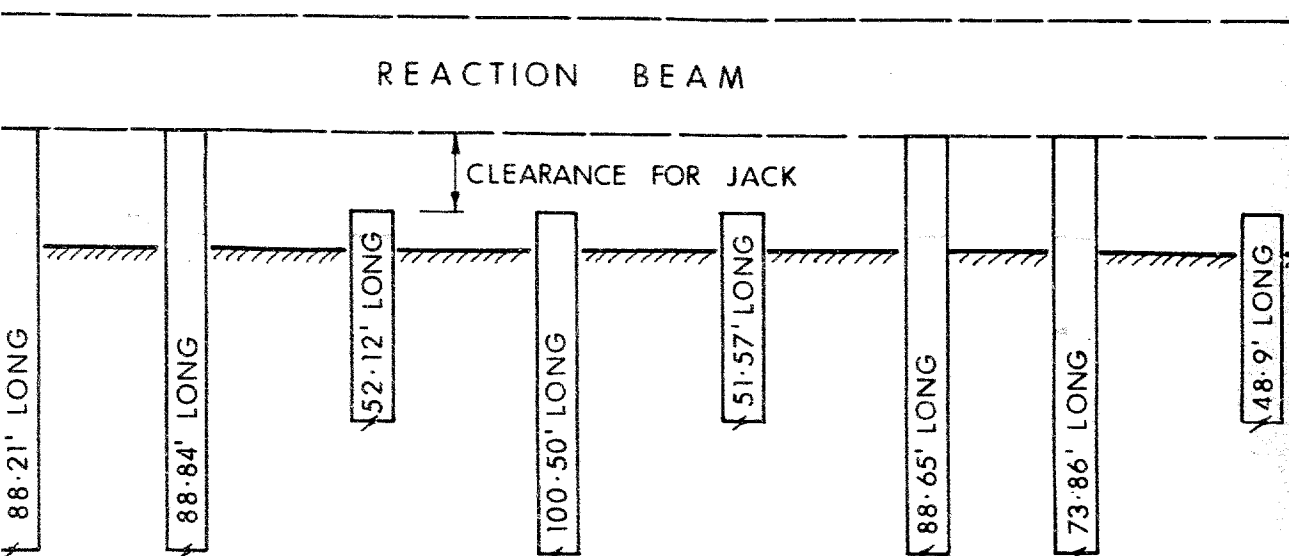 REACTION BEAM
CLEARANCE FOR JACK
88·21' LONG
88·84' LONG
52·12' LONG
100·50' LONG
51·57' LONG
88·65' LONG
73·86' LONG
48·9' LONG